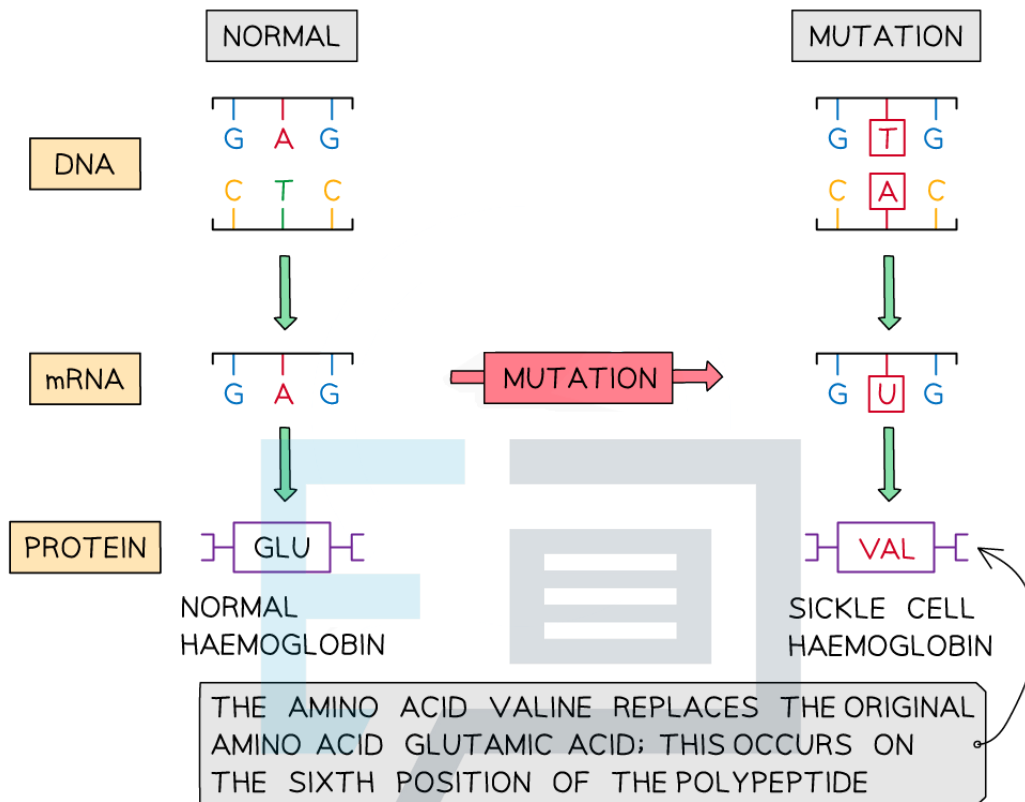 NORMAL MUTATION
G A G G T G
DNA
C T C C A C
mRNA G A G MUTATION G U G
PROTEIN GLU VAL
NORMAL SICKLE CELL
HAEMOGLOBIN HAEMOGLOBIN
THE AMINO ACID VALINE REPLACES THE ORIGINAL
AMINO ACID GLUTAMIC ACID; THIS OCCURS ON
THE SIXTH POSITION OF THE POLYPEPTIDE